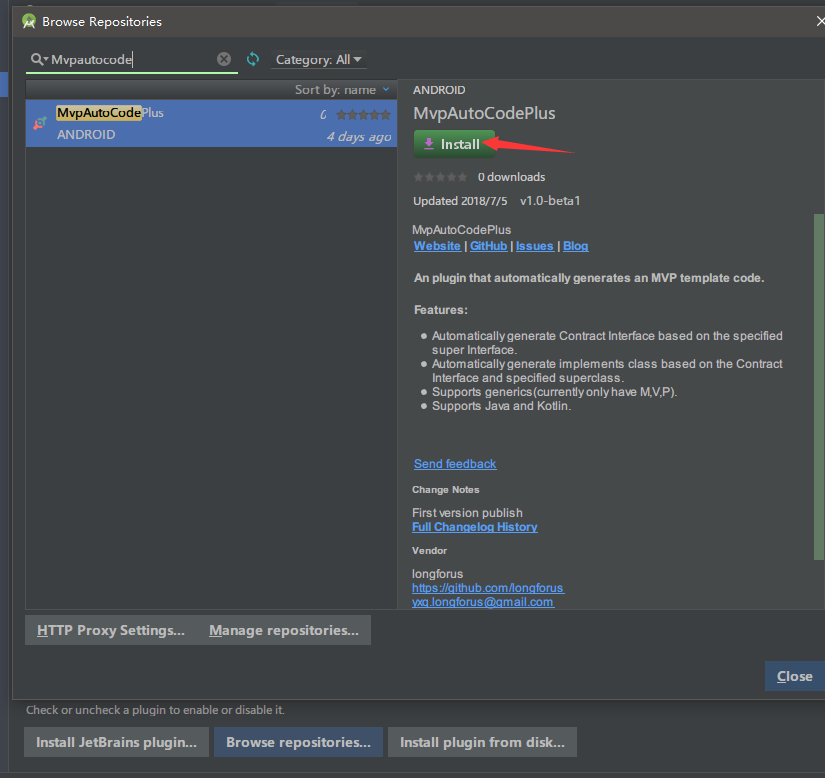 Browse Repositories
Mvpautocode
Category: All
Sort by: name
MvpAutoCodePlus
0
ANDROID
4 days ago
ANDROID
MvpAutoCodePlus
Install
0 downloads
Updated 2018/7/5 v1.0-beta1
MvpAutoCodePlus
Website | GitHub | Issues | Blog
An plugin that automatically generates an MVP template code.
Features:
● Automatically generate Contract Interface based on the specified
super Interface.
● Automatically generate implements class based on the Contract
Interface and specified superclass.
● Supports generics(currently only have M,V,P).
● Supports Java and Kotlin.
Send feedback
Change Notes
First version publish
Full Changelog History
Vendor
longforus
https://github.com/longforus
yxq.longforus@gmail.com
HTTP Proxy Settings...
Manage repositories...
Close
Check or uncheck a plugin to enable or disable it.
Install JetBrains plugin...
Browse repositories...
Install plugin from disk...